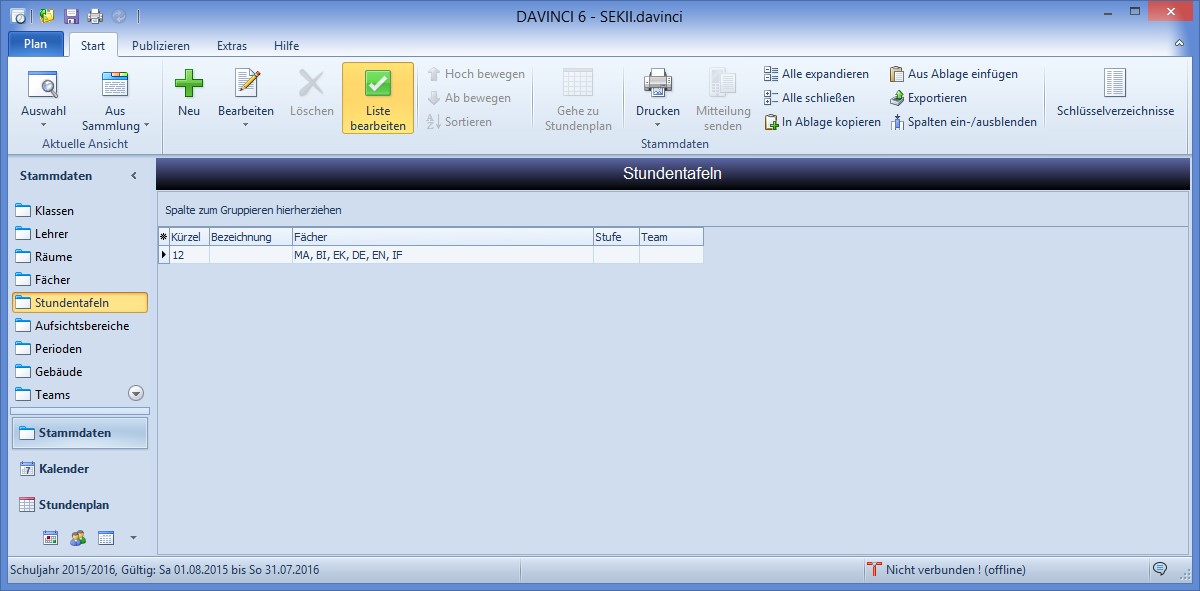 DAVINCI 6 - SEKII.davinci
Plan Start Publizieren Extras Hilfe
Auswahl
Aus Sammlung
Aktuelle Ansicht
Neu
Bearbeiten
Löschen
Liste bearbeiten
Hoch bewegen
Ab bewegen
Sortieren
Gehe zu Stundenplan
Drucken
Mitteilung senden
Alle expandieren
Alle schließen
In Ablage kopieren
Aus Ablage einfügen
Exportieren
Spalten ein-/ausblenden
Stammdaten
Schlüsselverzeichnisse
Stammdaten
Klassen
Lehrer
Räume
Fächer
Stundentafeln
Aufsichtsbereiche
Perioden
Gebäude
Teams
Stammdaten
Kalender
Stundenplan
Stundentafeln
Spalte zum Gruppieren hierherziehen
Kürzel Bezeichnung Fächer Stufe Team
12 MA, BI, EK, DE, EN, IF
Schuljahr 2015/2016, Gültig: Sa 01.08.2015 bis So 31.07.2016
Nicht verbunden ! (offline)